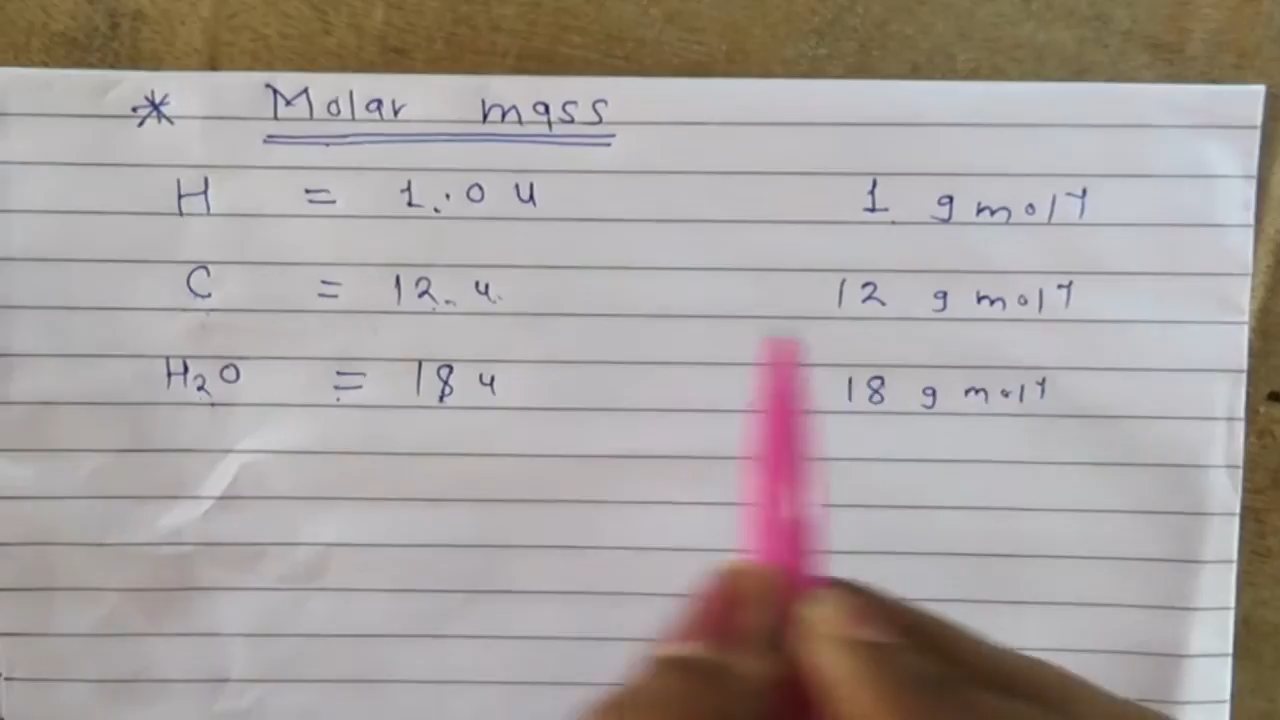 * Molar mass
H = 1.0 u 1 g mol⁻¹
C = 12. u. 12 g mol⁻¹
H₂O = 18 u 18 g mol⁻¹